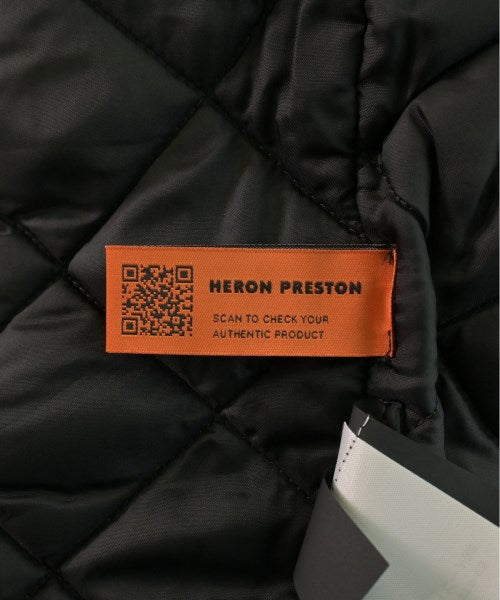 HERON PRESTON
SCAN TO CHECK YOUR
AUTHENTIC PRODUCT